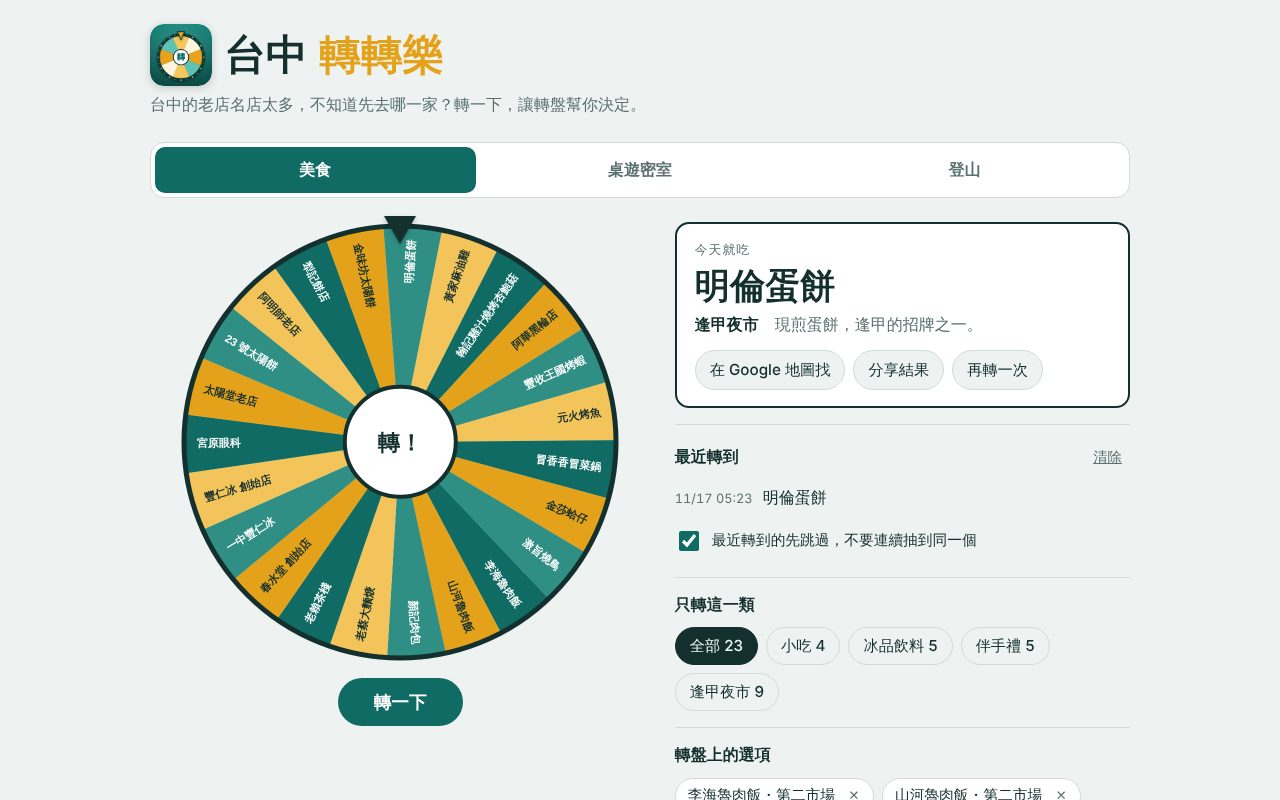 轉
台中 轉轉樂
台中的老店名店太多，不知道先去哪一家？轉一下，讓轉盤幫你決定。
美食
桌遊密室
登山
明倫蛋餅
黃家麻油雞
翰記雞汁燒烤杏鮑菇
阿華黑輪店
豐收王國烤蝦
元火烤魚
冒香香冒菜鍋
金莎蛤仔
激旨燒鳥
李海魯肉飯
山河魯肉飯
顏記肉包
老蔡大麵焿
老賴茶棧
春水堂 創始店
一中豐仁冰
豐仁冰 創始店
宮原眼科
太陽堂老店
23 號太陽餅
阿明師老店
犁記餅店
金味坊太陽餅
轉！
轉一下
今天就吃
明倫蛋餅
逢甲夜市 現煎蛋餅，逢甲的招牌之一。
在 Google 地圖找
分享結果
再轉一次
最近轉到
清除
11/17 05:23 明倫蛋餅
最近轉到的先跳過，不要連續抽到同一個
只轉這一類
全部 23
小吃 4
冰品飲料 5
伴手禮 5
逢甲夜市 9
轉盤上的選項
李海魯肉飯・第二市場 ✕
山河魯肉飯・第二市場 ✕